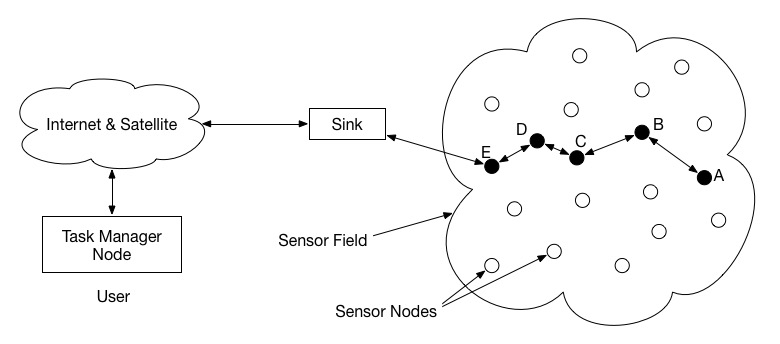 Internet & Satellite
Sink
Task Manager
Node
User
Sensor Field
Sensor Nodes
E
D
C
B
A